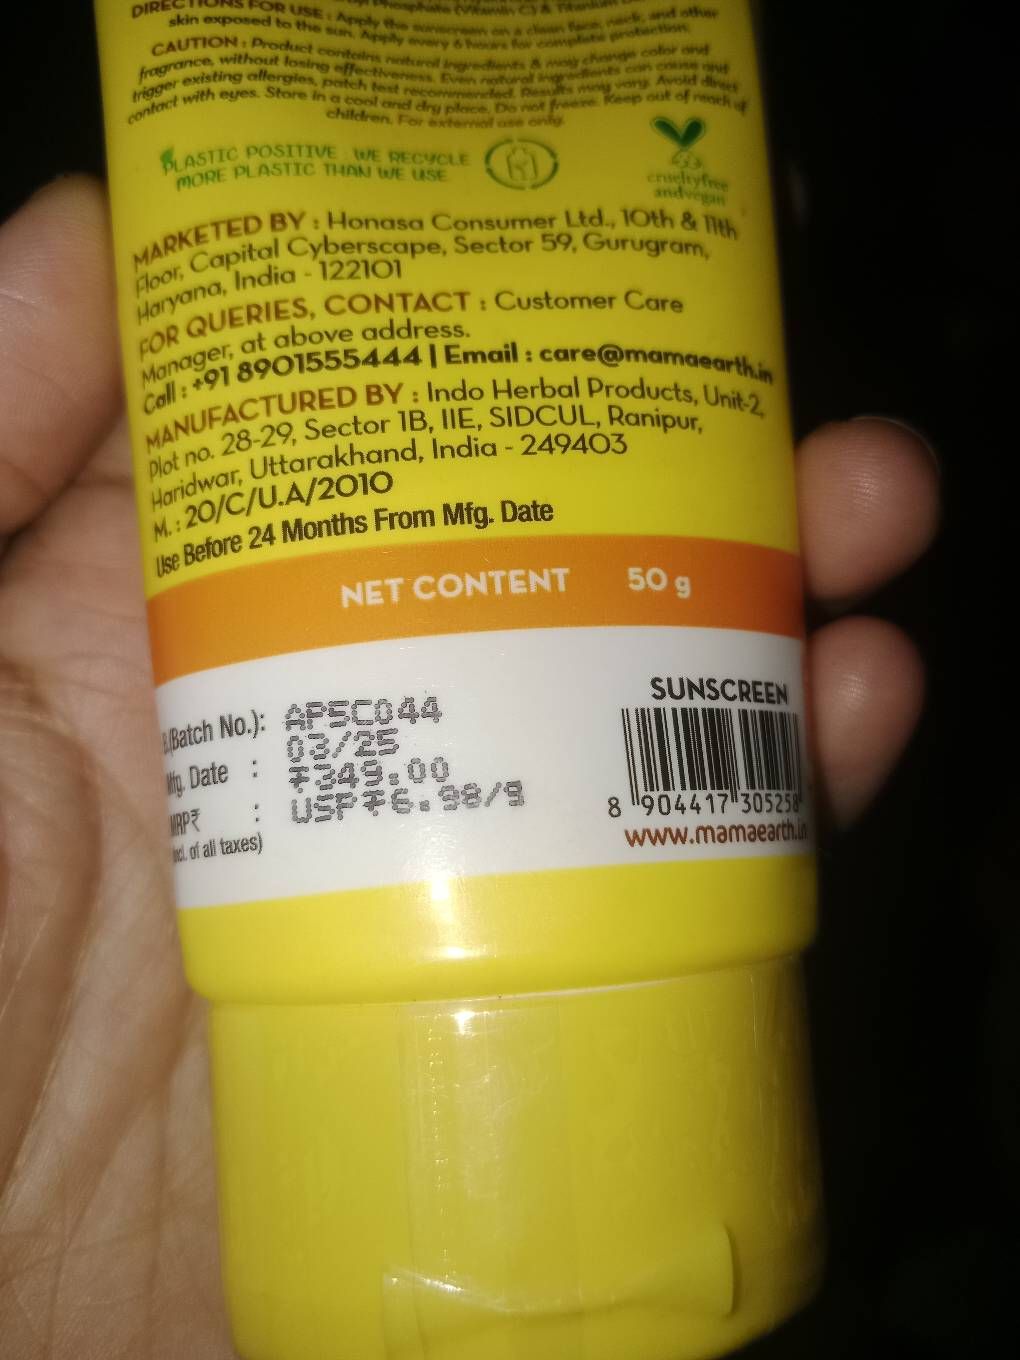 Phosphate (Vitamin C) & Titanium
DIRECTIONS FOR USE : Apply the sunscreen on a clean face, neck, and other
skin exposed to the sun. Apply every 6 hours for complete protection.
CAUTION : Product contains natural ingredients & may change color and
fragrance, without losing effectiveness. Even natural ingredients can cause and
trigger existing allergies, patch test recommended. Results may vary. Avoid direct
contact with eyes. Store in a cool and dry place. Do not freeze. Keep out of reach of
children. For external use only.
PLASTIC POSITIVE WE RECYCLE
MORE PLASTIC THAN WE USE
crueltyfree
andvegan
MARKETED BY : Honasa Consumer Ltd., 10th & 11th
Floor, Capital Cyberscape, Sector 59, Gurugram,
Haryana, India - 122101
FOR QUERIES, CONTACT : Customer Care
Manager, at above address.
Call : +91 8901555444 | Email : care@mamaearth.in
MANUFACTURED BY : Indo Herbal Products, Unit-2,
Plot no. 28-29, Sector 1B, IIE, SIDCUL, Ranipur,
Haridwar, Uttarakhand, India - 249403
M. : 20/C/U.A/2010
Use Before 24 Months From Mfg. Date
NET CONTENT 50 g
(Batch No.): AP5C044
Mfg. Date : 03/25
MRP₹ : ₹349.00
(incl. of all taxes) USP₹6.98/g
SUNSCREEN
8 904417 305258
www.mamaearth.in